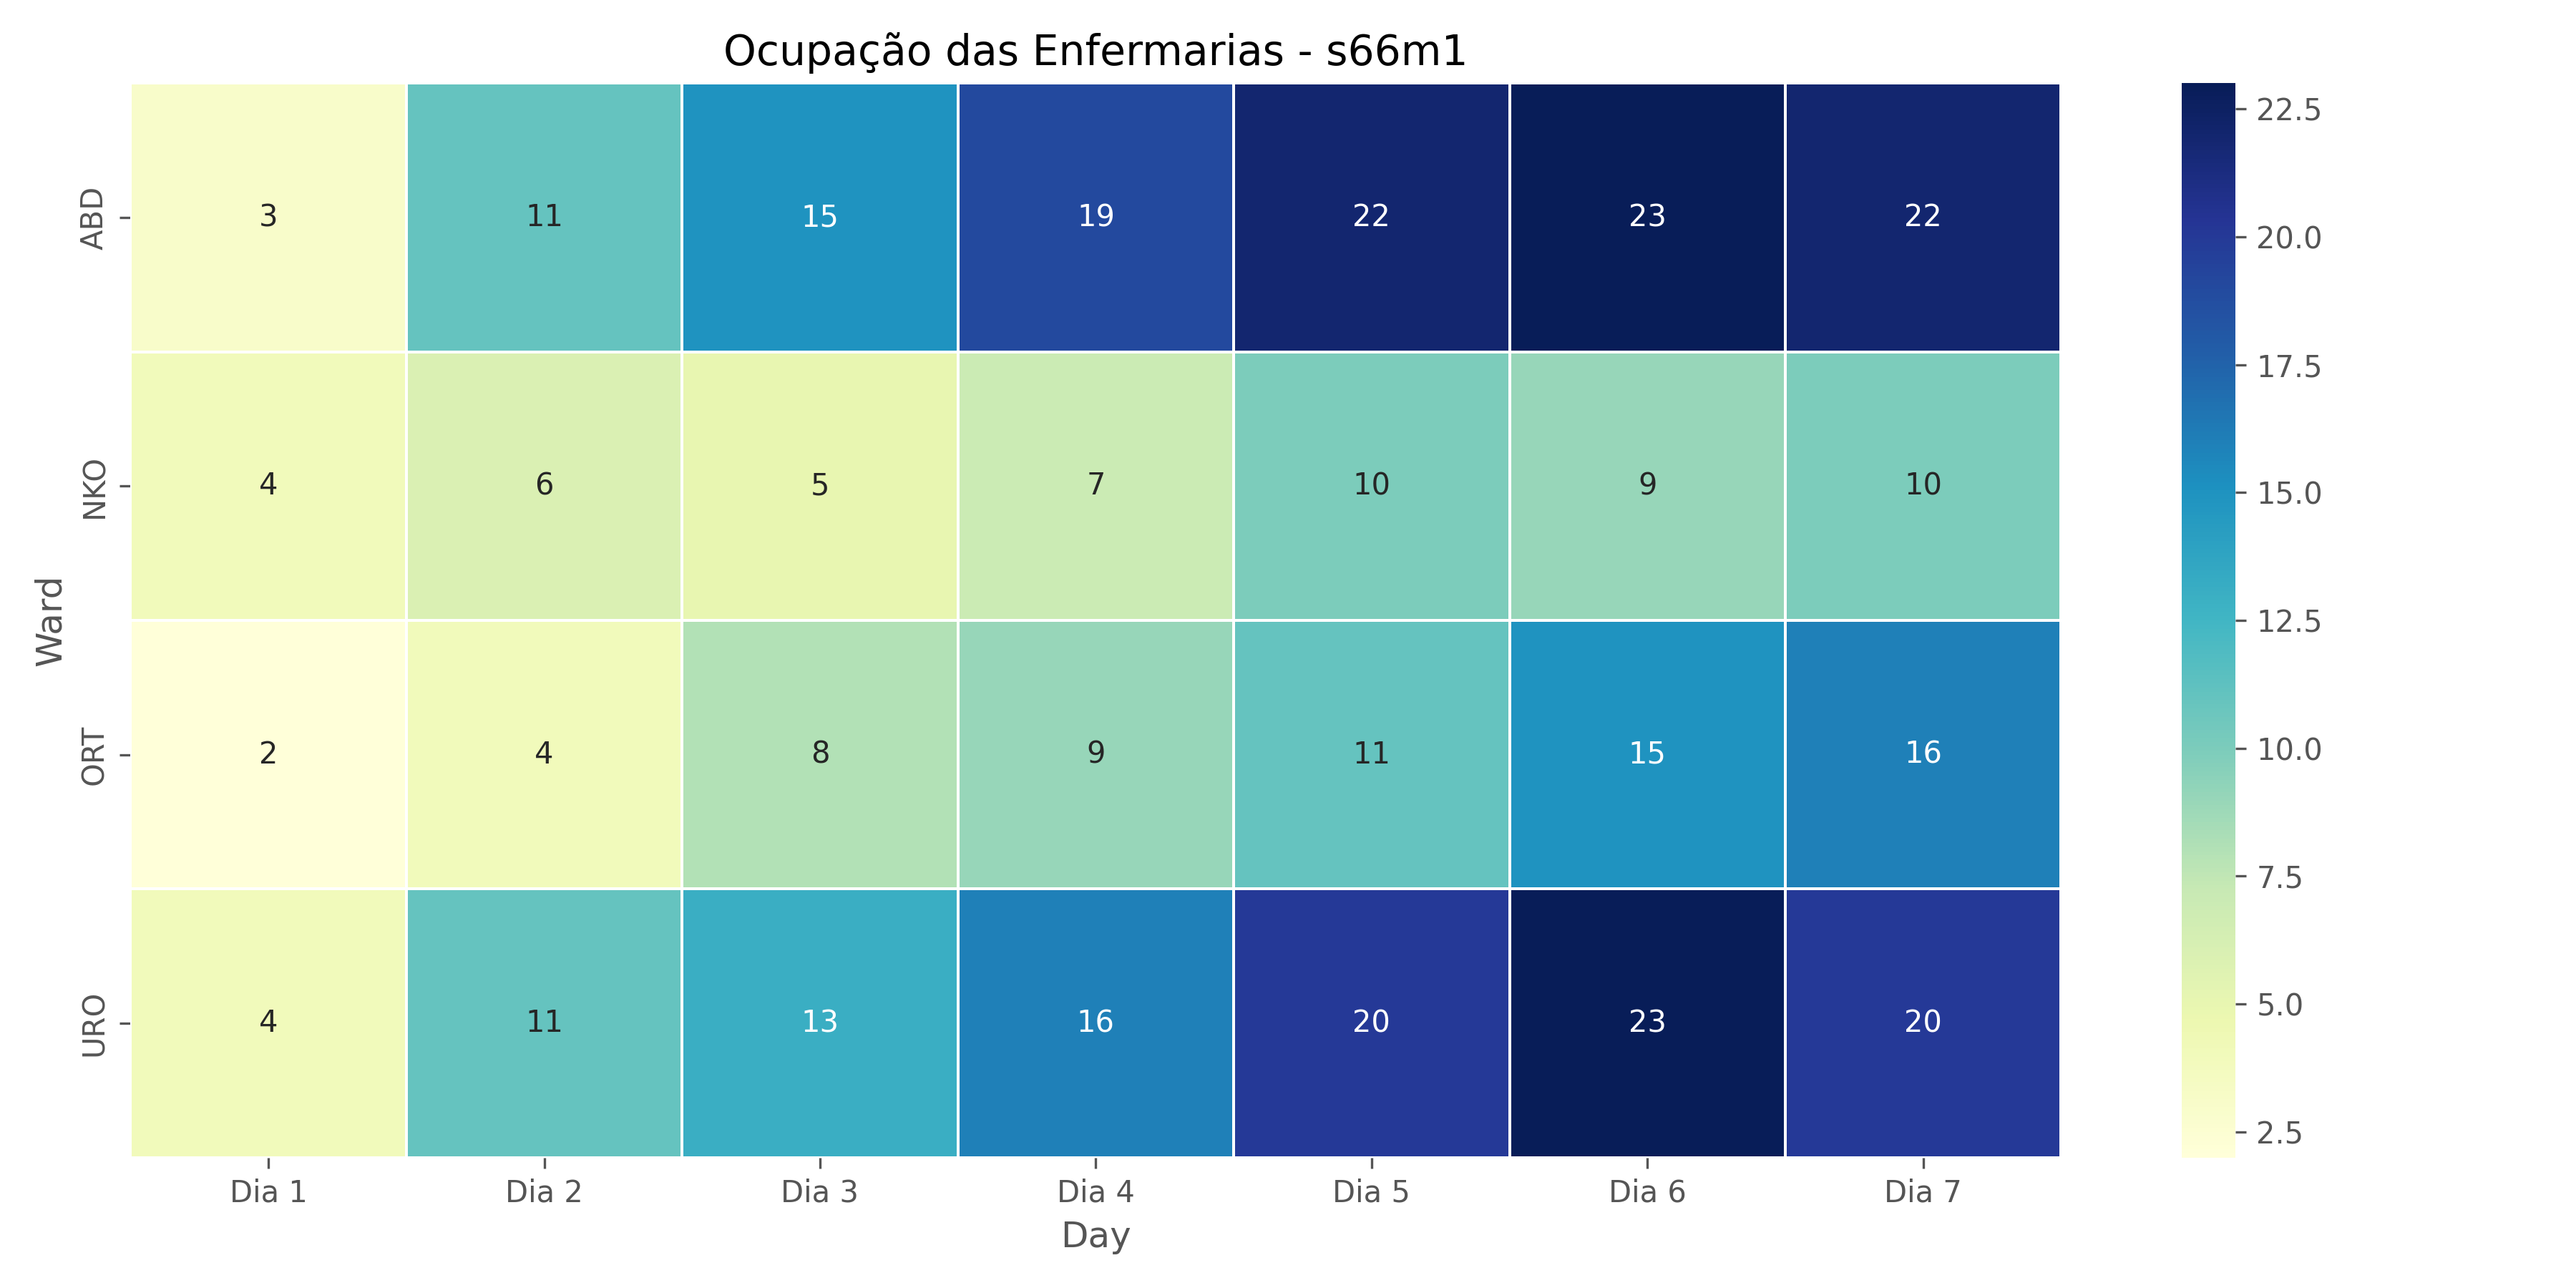 Ocupação das Enfermarias - s66m1
Ward
ABD 3 11 15 19 22 23 22
NKO 4 6 5 7 10 9 10
ORT 2 4 8 9 11 15 16
URO 4 11 13 16 20 23 20
Dia 1 Dia 2 Dia 3 Dia 4 Dia 5 Dia 6 Dia 7
Day
22.5
20.0
17.5
15.0
12.5
10.0
7.5
5.0
2.5